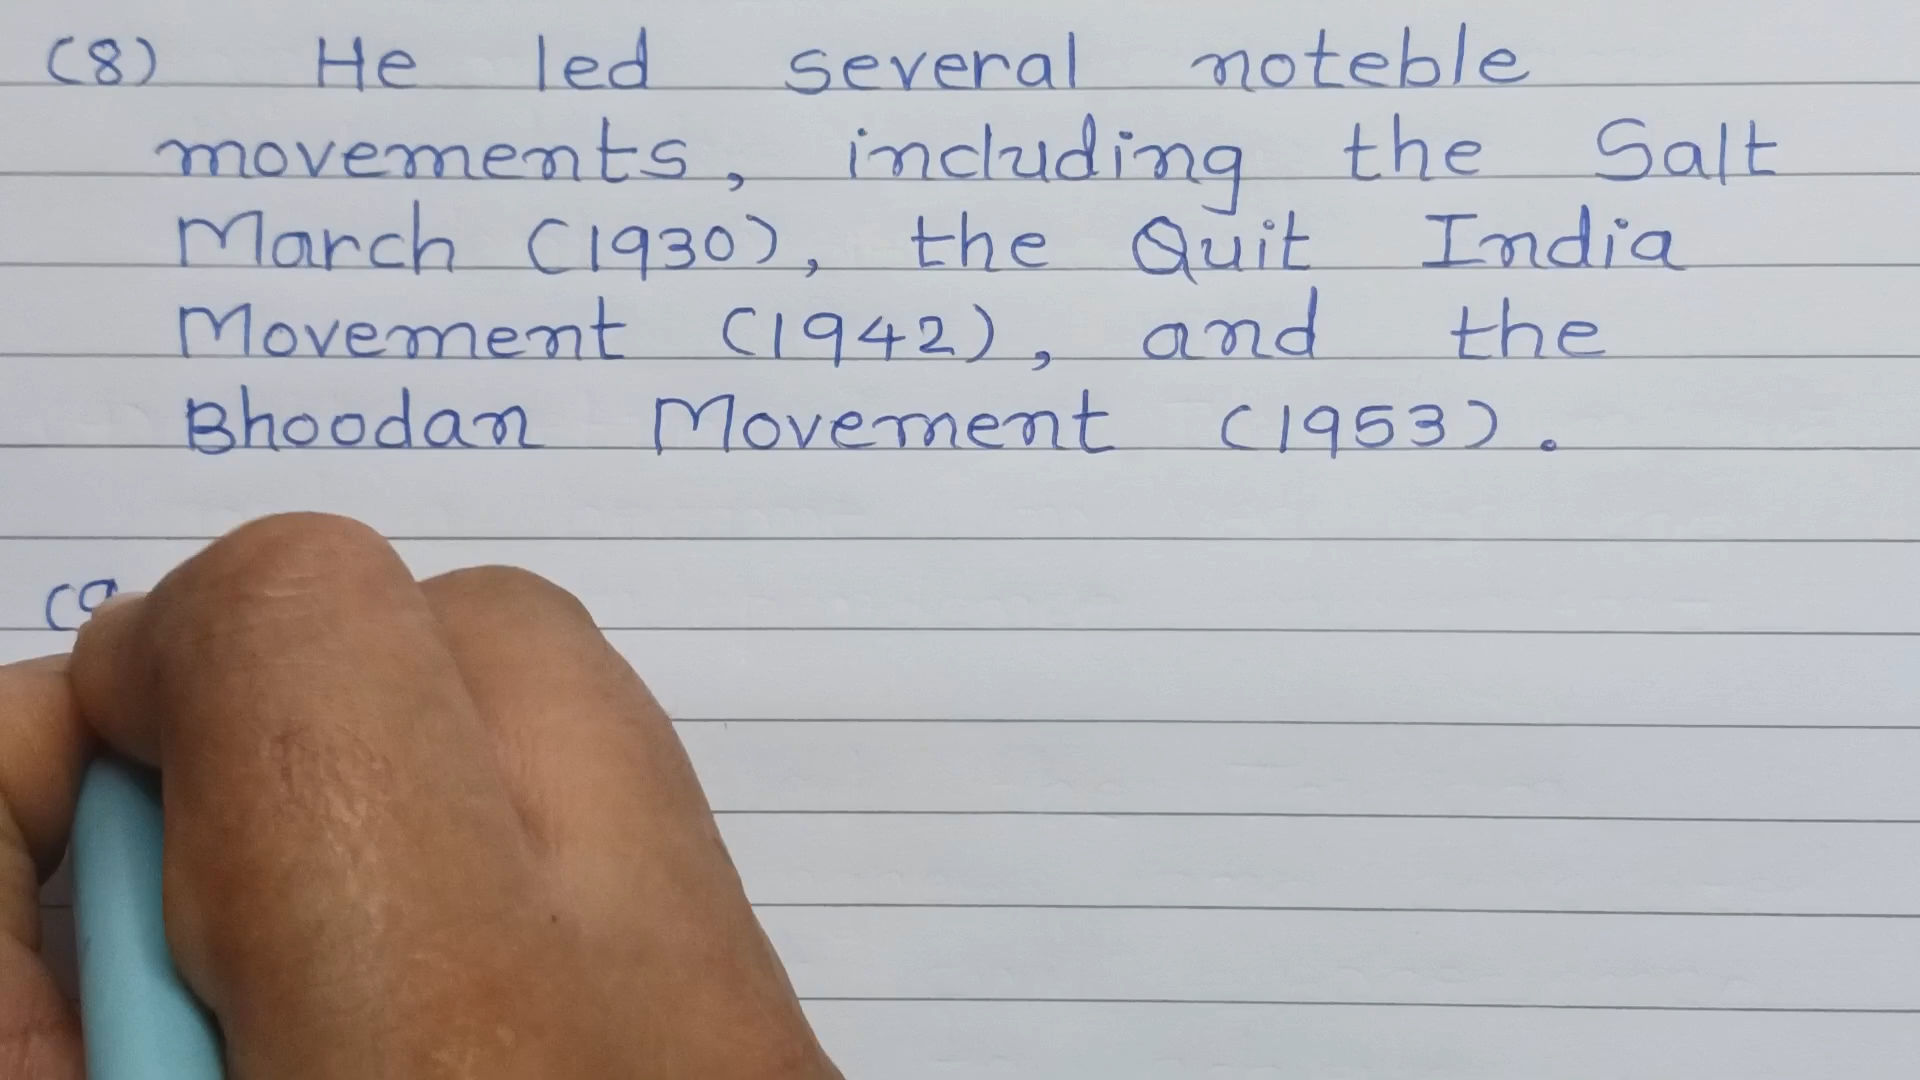 (8) He led several noteble
movements, including the Salt
March (1930), the Quit India
Movement (1942), and the
Bhoodan Movement (1953).
(9